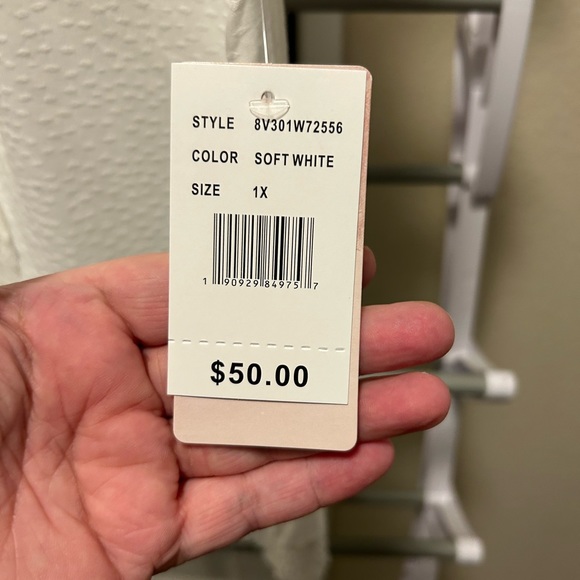 STYLE 8V301W72556
COLOR SOFT WHITE
SIZE 1X
1 90929 84975 7
$50.00